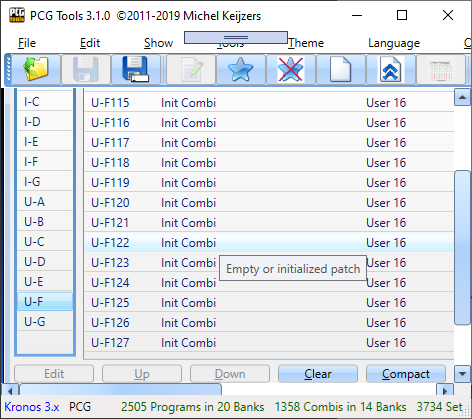 PCG Tools 3.1.0 ©2011-2019 Michel Keijzers
File Edit Show Tools Theme Language
I-C
I-D
I-E
I-F
I-G
U-A
U-B
U-C
U-D
U-E
U-F
U-G
U-F115 Init Combi User 16
U-F116 Init Combi User 16
U-F117 Init Combi User 16
U-F118 Init Combi User 16
U-F119 Init Combi User 16
U-F120 Init Combi User 16
U-F121 Init Combi User 16
U-F122 Init Combi User 16
U-F123 Init Combi User 16
Empty or initialized patch
U-F124 Init Combi User 16
U-F125 Init Combi User 16
U-F126 Init Combi User 16
U-F127 Init Combi User 16
Edit Up Down Clear Compact
Kronos 3.x PCG 2505 Programs in 20 Banks 1358 Combis in 14 Banks 3734 Set